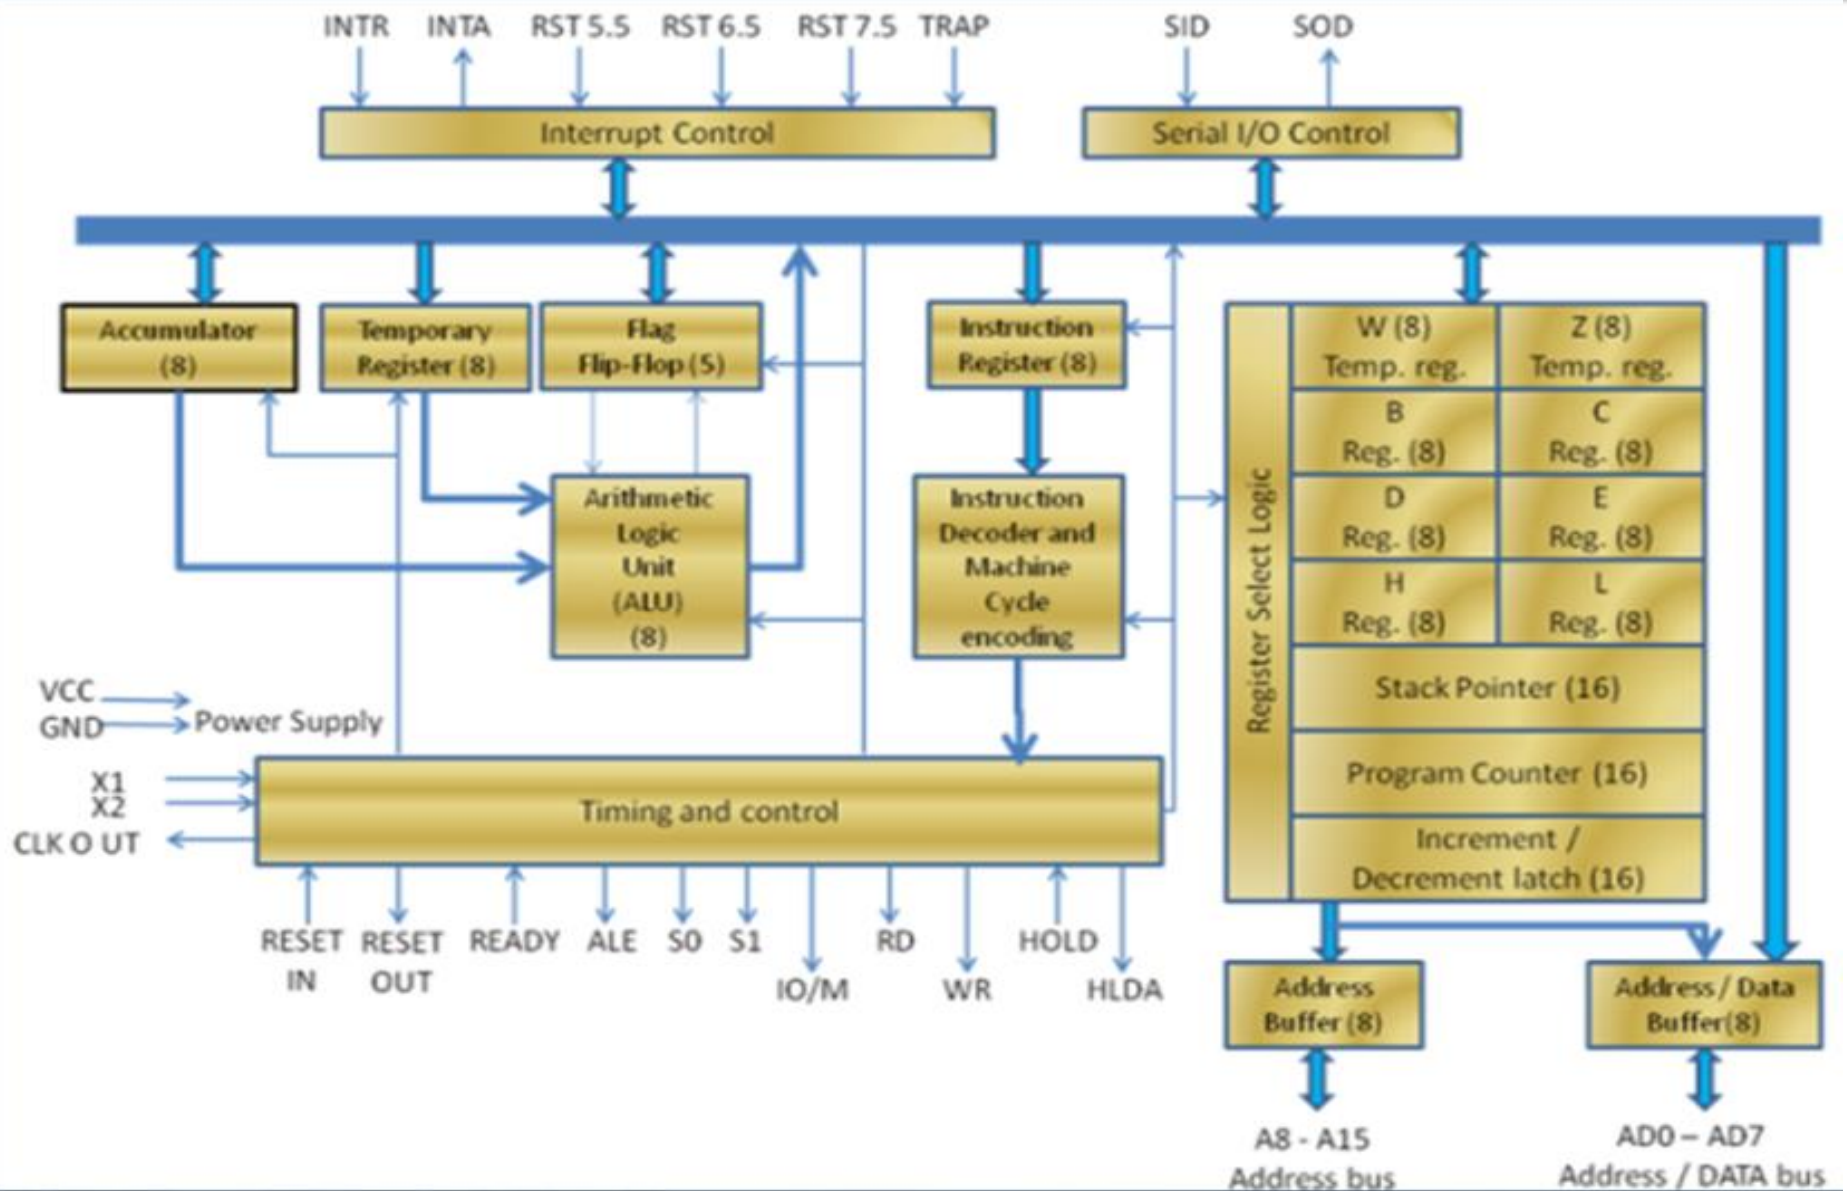 INTR INTA RST 5.5 RST 6.5 RST 7.5 TRAP SID SOD
Interrupt Control
Serial I/O Control
Accumulator
(8)
Temporary
Register (8)
Flag
Flip-Flop (5)
Instruction
Register (8)
Arithmetic
Logic
Unit
(ALU)
(8)
Instruction
Decoder and
Machine
Cycle
encoding
Register Select Logic
W (8)
Temp. reg.
Z (8)
Temp. reg.
B
Reg. (8)
C
Reg. (8)
D
Reg. (8)
E
Reg. (8)
H
Reg. (8)
L
Reg. (8)
Stack Pointer (16)
Program Counter (16)
Increment /
Decrement latch (16)
VCC
GND
Power Supply
X1
X2
CLK O UT
Timing and control
RESET
IN
RESET
OUT
READY
ALE
S0
S1
IO/M
RD
WR
HOLD
HLDA
Address
Buffer (8)
Address / Data
Buffer(8)
A8 - A15
Address bus
AD0 – AD7
Address / DATA bus